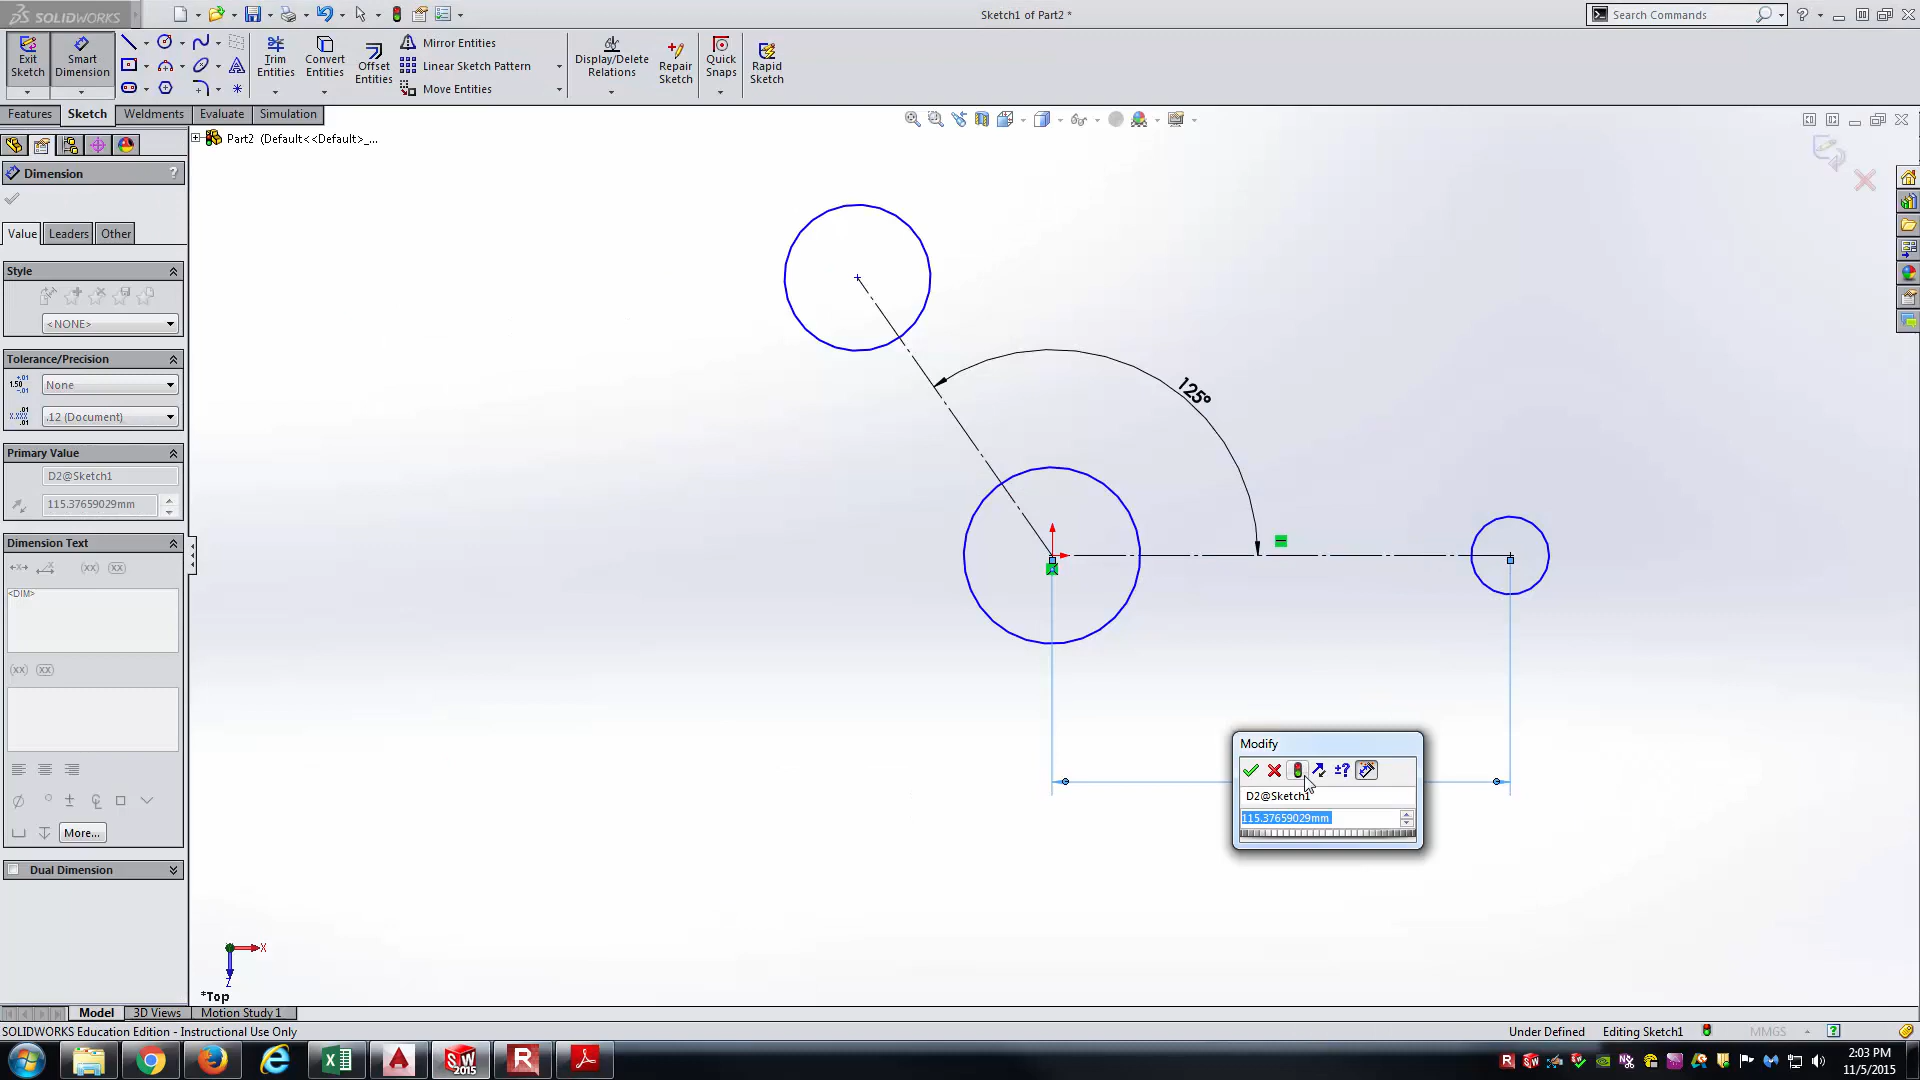 SOLIDWORKS
Sketch1 of Part2 *
Search Commands
Exit
Sketch
Smart
Dimension
Trim
Entities
Convert
Entities
Offset
Entities
Mirror Entities
Linear Sketch Pattern
Move Entities
Display/Delete
Relations
Repair
Sketch
Quick
Snaps
Rapid
Sketch
Features
Sketch
Weldments
Evaluate
Simulation
Part2 (Default<<Default>_...
Dimension
?
Value
Leaders
Other
Style
<NONE>
Tolerance/Precision
None
.12 (Document)
Primary Value
D2@Sketch1
115.37659029mm
Dimension Text
<DIM>
More...
Dual Dimension
125°
Modify
D2@Sketch1
115.37659029mm
X
Z
*Top
Model
3D Views
Motion Study 1
SOLIDWORKS Education Edition - Instructional Use Only
Under Defined
Editing Sketch1
MMGS
2:03 PM
11/5/2015